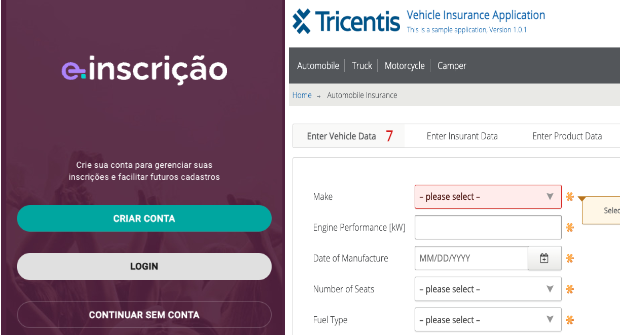 e-inscrição
Crie sua conta para gerenciar suas
inscrições e facilitar futuros cadastros
CRIAR CONTA
LOGIN
CONTINUAR SEM CONTA
Tricentis
Vehicle Insurance Application
This is a sample application, Version 1.0.1
Automobile Truck Motorcycle Camper
Home → Automobile Insurance
Enter Vehicle Data 7 Enter Insurant Data Enter Product Data
Make – please select –
Selec
Engine Performance [kW]
Date of Manufacture MM/DD/YYYY
Number of Seats – please select –
Fuel Type – please select –